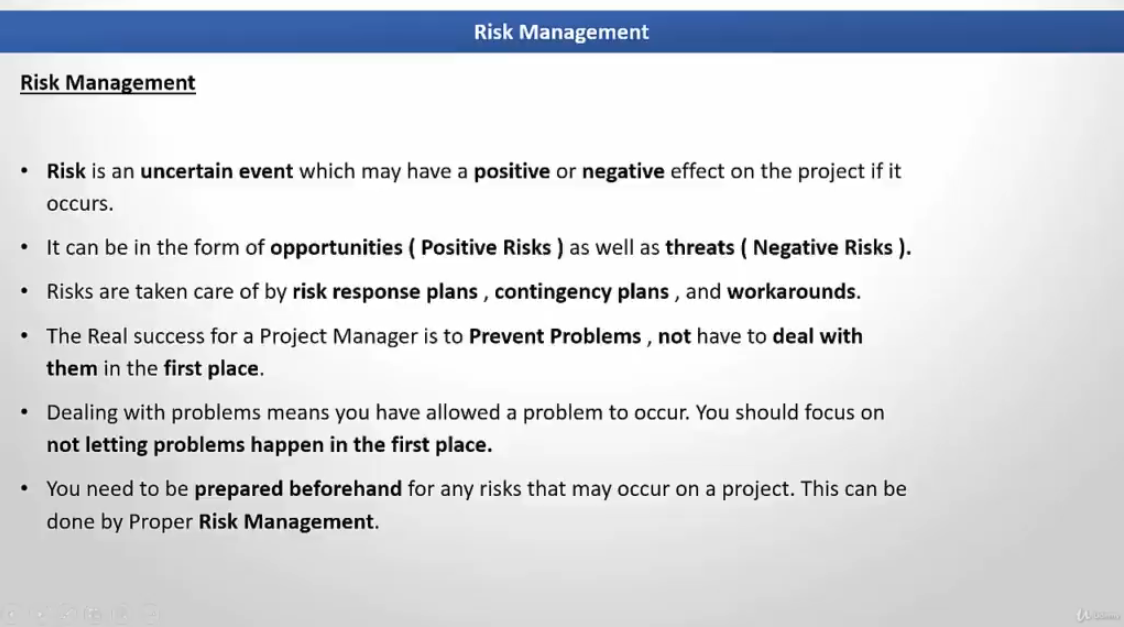 Risk Management
Risk Management
• Risk is an uncertain event which may have a positive or negative effect on the project if it
occurs.
• It can be in the form of opportunities ( Positive Risks ) as well as threats ( Negative Risks ).
• Risks are taken care of by risk response plans , contingency plans , and workarounds.
• The Real success for a Project Manager is to Prevent Problems , not have to deal with
them in the first place.
• Dealing with problems means you have allowed a problem to occur. You should focus on
not letting problems happen in the first place.
• You need to be prepared beforehand for any risks that may occur on a project. This can be
done by Proper Risk Management.